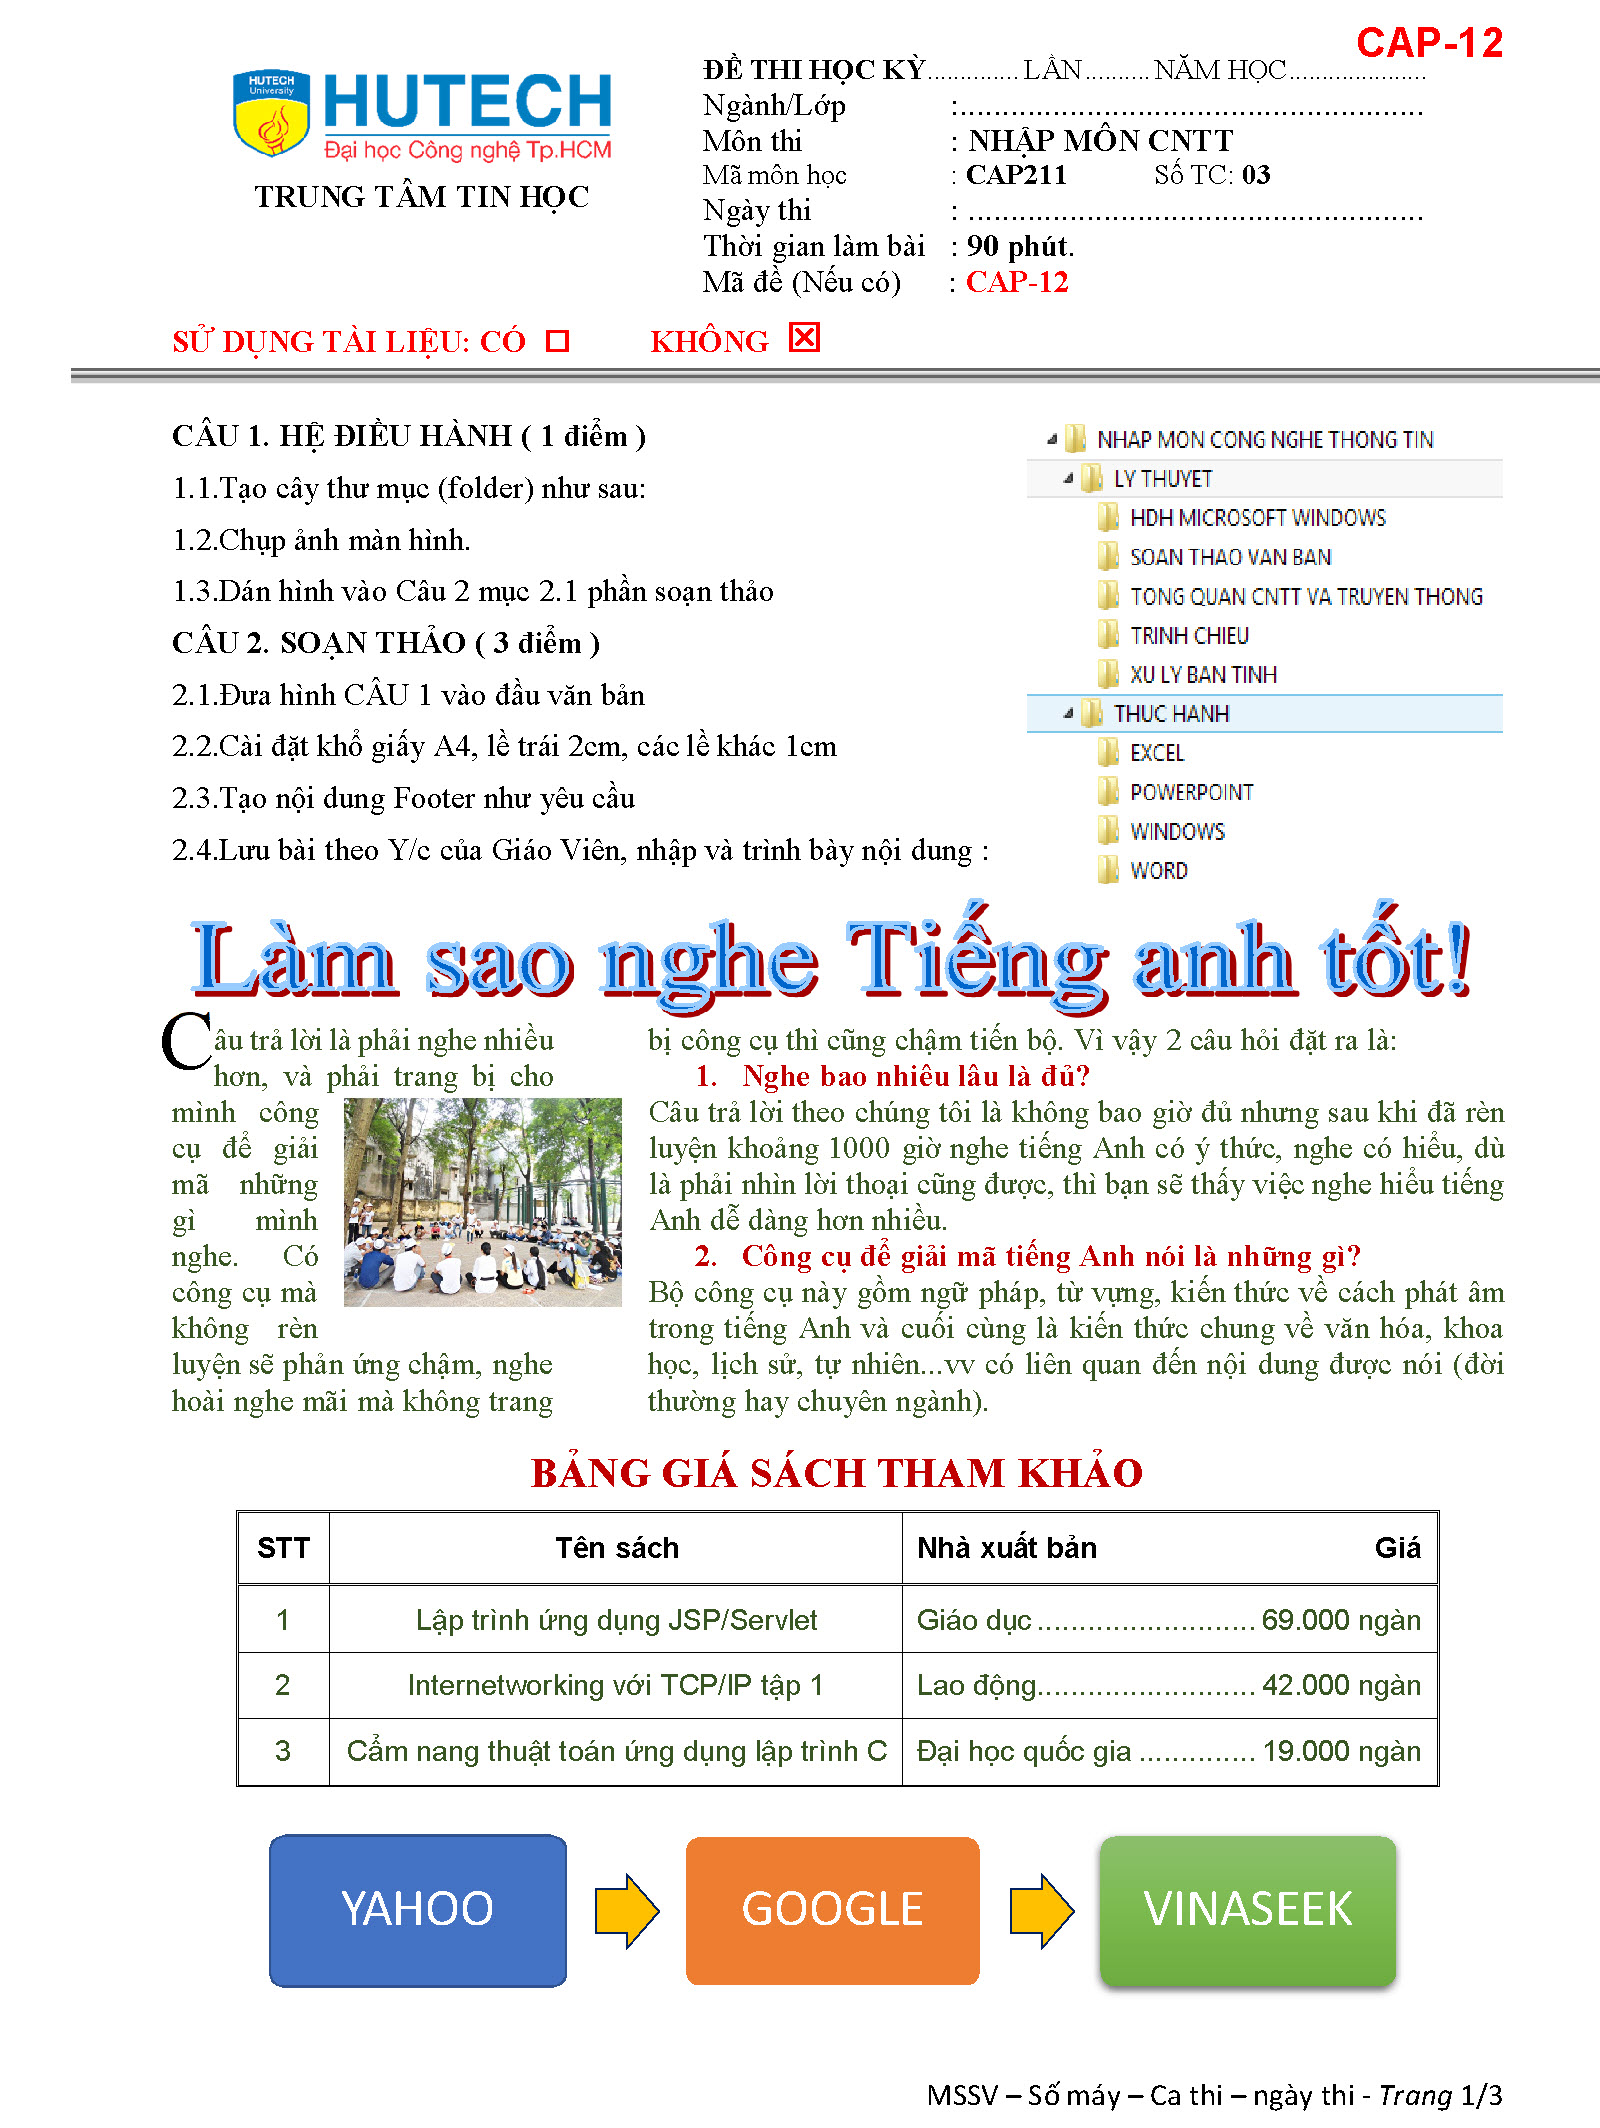 CAP-12
HUTECH
University
HUTECH
Đại học Công nghệ Tp.HCM
TRUNG TÂM TIN HỌC
ĐỀ THI HỌC KỲ.............. LẦN.......... NĂM HỌC.....................
Ngành/Lớp :......................................................
Môn thi : NHẬP MÔN CNTT
Mã môn học : CAP211 Số TC: 03
Ngày thi : .....................................................
Thời gian làm bài : 90 phút.
Mã đề (Nếu có) : CAP-12
SỬ DỤNG TÀI LIỆU: CÓ ☐ KHÔNG ☒
CÂU 1. HỆ ĐIỀU HÀNH ( 1 điểm )
1.1.Tạo cây thư mục (folder) như sau:
1.2.Chụp ảnh màn hình.
1.3.Dán hình vào Câu 2 mục 2.1 phần soạn thảo
CÂU 2. SOẠN THẢO ( 3 điểm )
2.1.Đưa hình CÂU 1 vào đầu văn bản
2.2.Cài đặt khổ giấy A4, lề trái 2cm, các lề khác 1cm
2.3.Tạo nội dung Footer như yêu cầu
2.4.Lưu bài theo Y/c của Giáo Viên, nhập và trình bày nội dung :
NHAP MON CONG NGHE THONG TIN
LY THUYET
HDH MICROSOFT WINDOWS
SOAN THAO VAN BAN
TONG QUAN CNTT VA TRUYEN THONG
TRINH CHIEU
XU LY BAN TINH
THUC HANH
EXCEL
POWERPOINT
WINDOWS
WORD
Làm sao nghe Tiếng anh tốt!
Câu trả lời là phải nghe nhiều
hơn, và phải trang bị cho
mình công
cụ để giải
mã những
gì mình
nghe. Có
công cụ mà
không rèn
luyện sẽ phản ứng chậm, nghe
hoài nghe mãi mà không trang
bị công cụ thì cũng chậm tiến bộ. Vì vậy 2 câu hỏi đặt ra là:
1. Nghe bao nhiêu lâu là đủ?
Câu trả lời theo chúng tôi là không bao giờ đủ nhưng sau khi đã rèn
luyện khoảng 1000 giờ nghe tiếng Anh có ý thức, nghe có hiểu, dù
là phải nhìn lời thoại cũng được, thì bạn sẽ thấy việc nghe hiểu tiếng
Anh dễ dàng hơn nhiều.
2. Công cụ để giải mã tiếng Anh nói là những gì?
Bộ công cụ này gồm ngữ pháp, từ vựng, kiến thức về cách phát âm
trong tiếng Anh và cuối cùng là kiến thức chung về văn hóa, khoa
học, lịch sử, tự nhiên...vv có liên quan đến nội dung được nói (đời
thường hay chuyên ngành).
BẢNG GIÁ SÁCH THAM KHẢO
STT Tên sách Nhà xuất bản Giá
1 Lập trình ứng dụng JSP/Servlet Giáo dục .......................... 69.000 ngàn
2 Internetworking với TCP/IP tập 1 Lao động.......................... 42.000 ngàn
3 Cẩm nang thuật toán ứng dụng lập trình C Đại học quốc gia .............. 19.000 ngàn
YAHOO GOOGLE VINASEEK
MSSV – Số máy – Ca thi – ngày thi - Trang 1/3